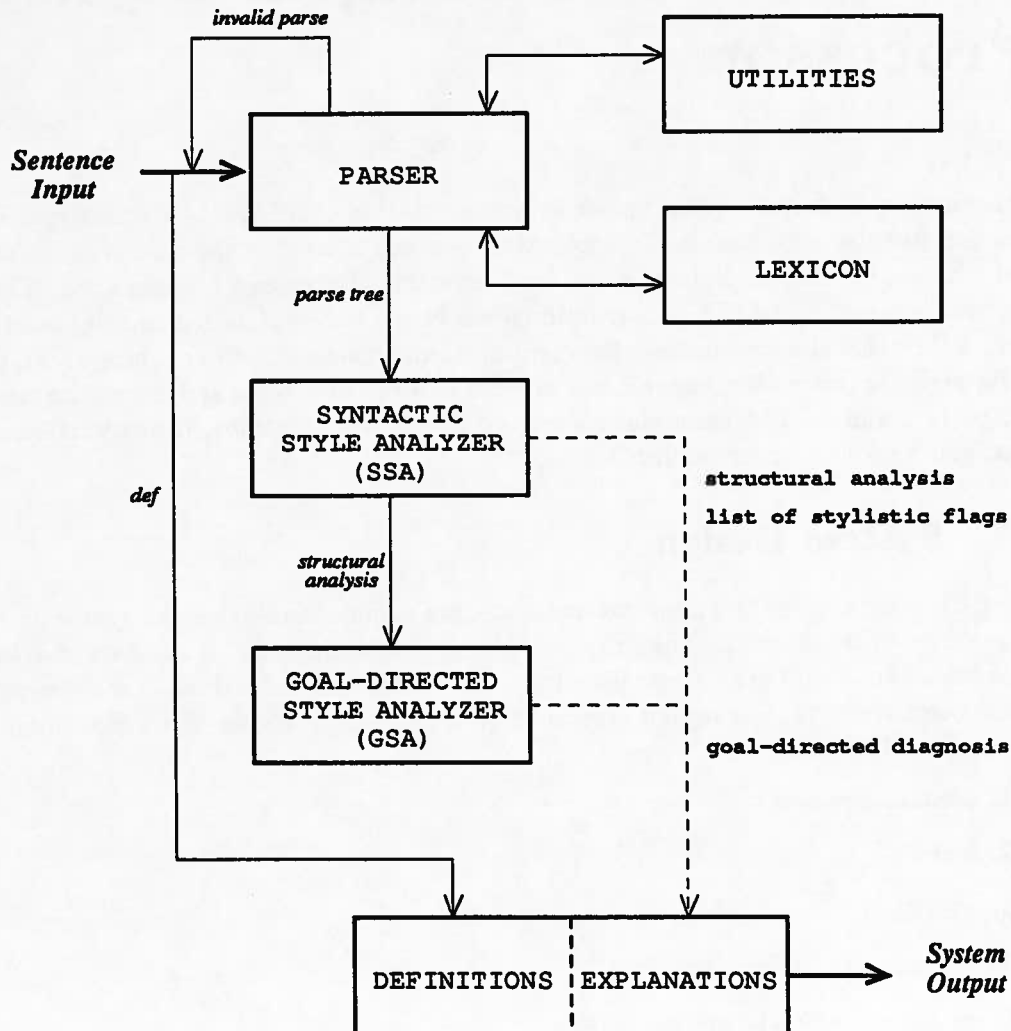 invalid parse
UTILITIES
Sentence
Input
PARSER
LEXICON
parse tree
SYNTACTIC
STYLE ANALYZER
(SSA)
def
structural analysis
list of stylistic flags
structural
analysis
GOAL-DIRECTED
STYLE ANALYZER
(GSA)
goal-directed diagnosis
DEFINITIONS
EXPLANATIONS
System
Output